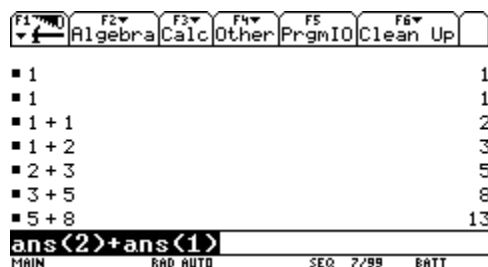 F1 F2 Algebra F3 Calc F4 Other F5 PrgmIO F6 Clean Up
1 1
1 1
1 + 1 2
1 + 2 3
2 + 3 5
3 + 5 8
5 + 8 13
ans(2)+ans(1)
MAIN RAD AUTO SEQ 7/99 BATT